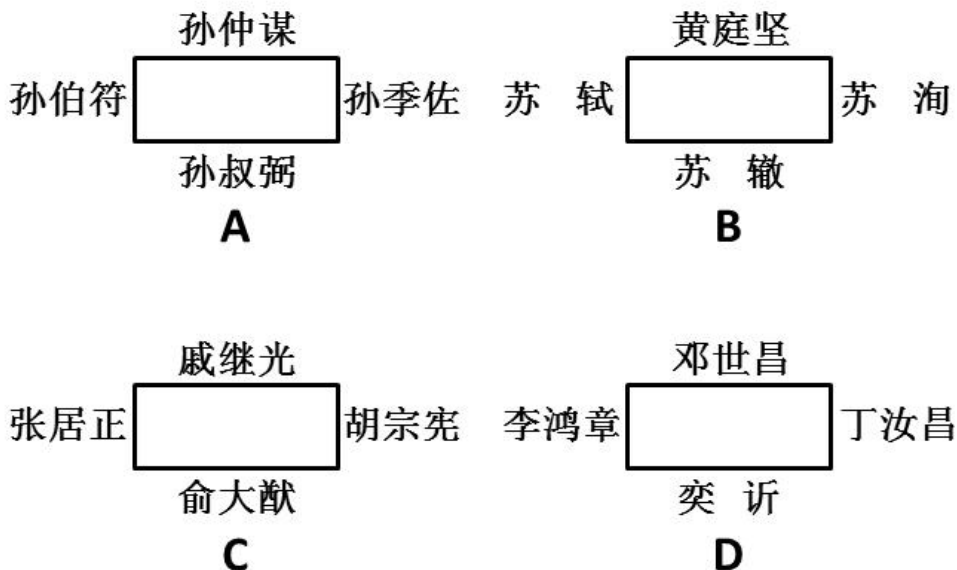 孙仲谋
孙伯符 孙季佐
孙叔弼
A
黄庭坚
苏 轼 苏 洵
苏 辙
B
戚继光
张居正 胡宗宪
俞大猷
C
邓世昌
李鸿章 丁汝昌
奕 䜣
D